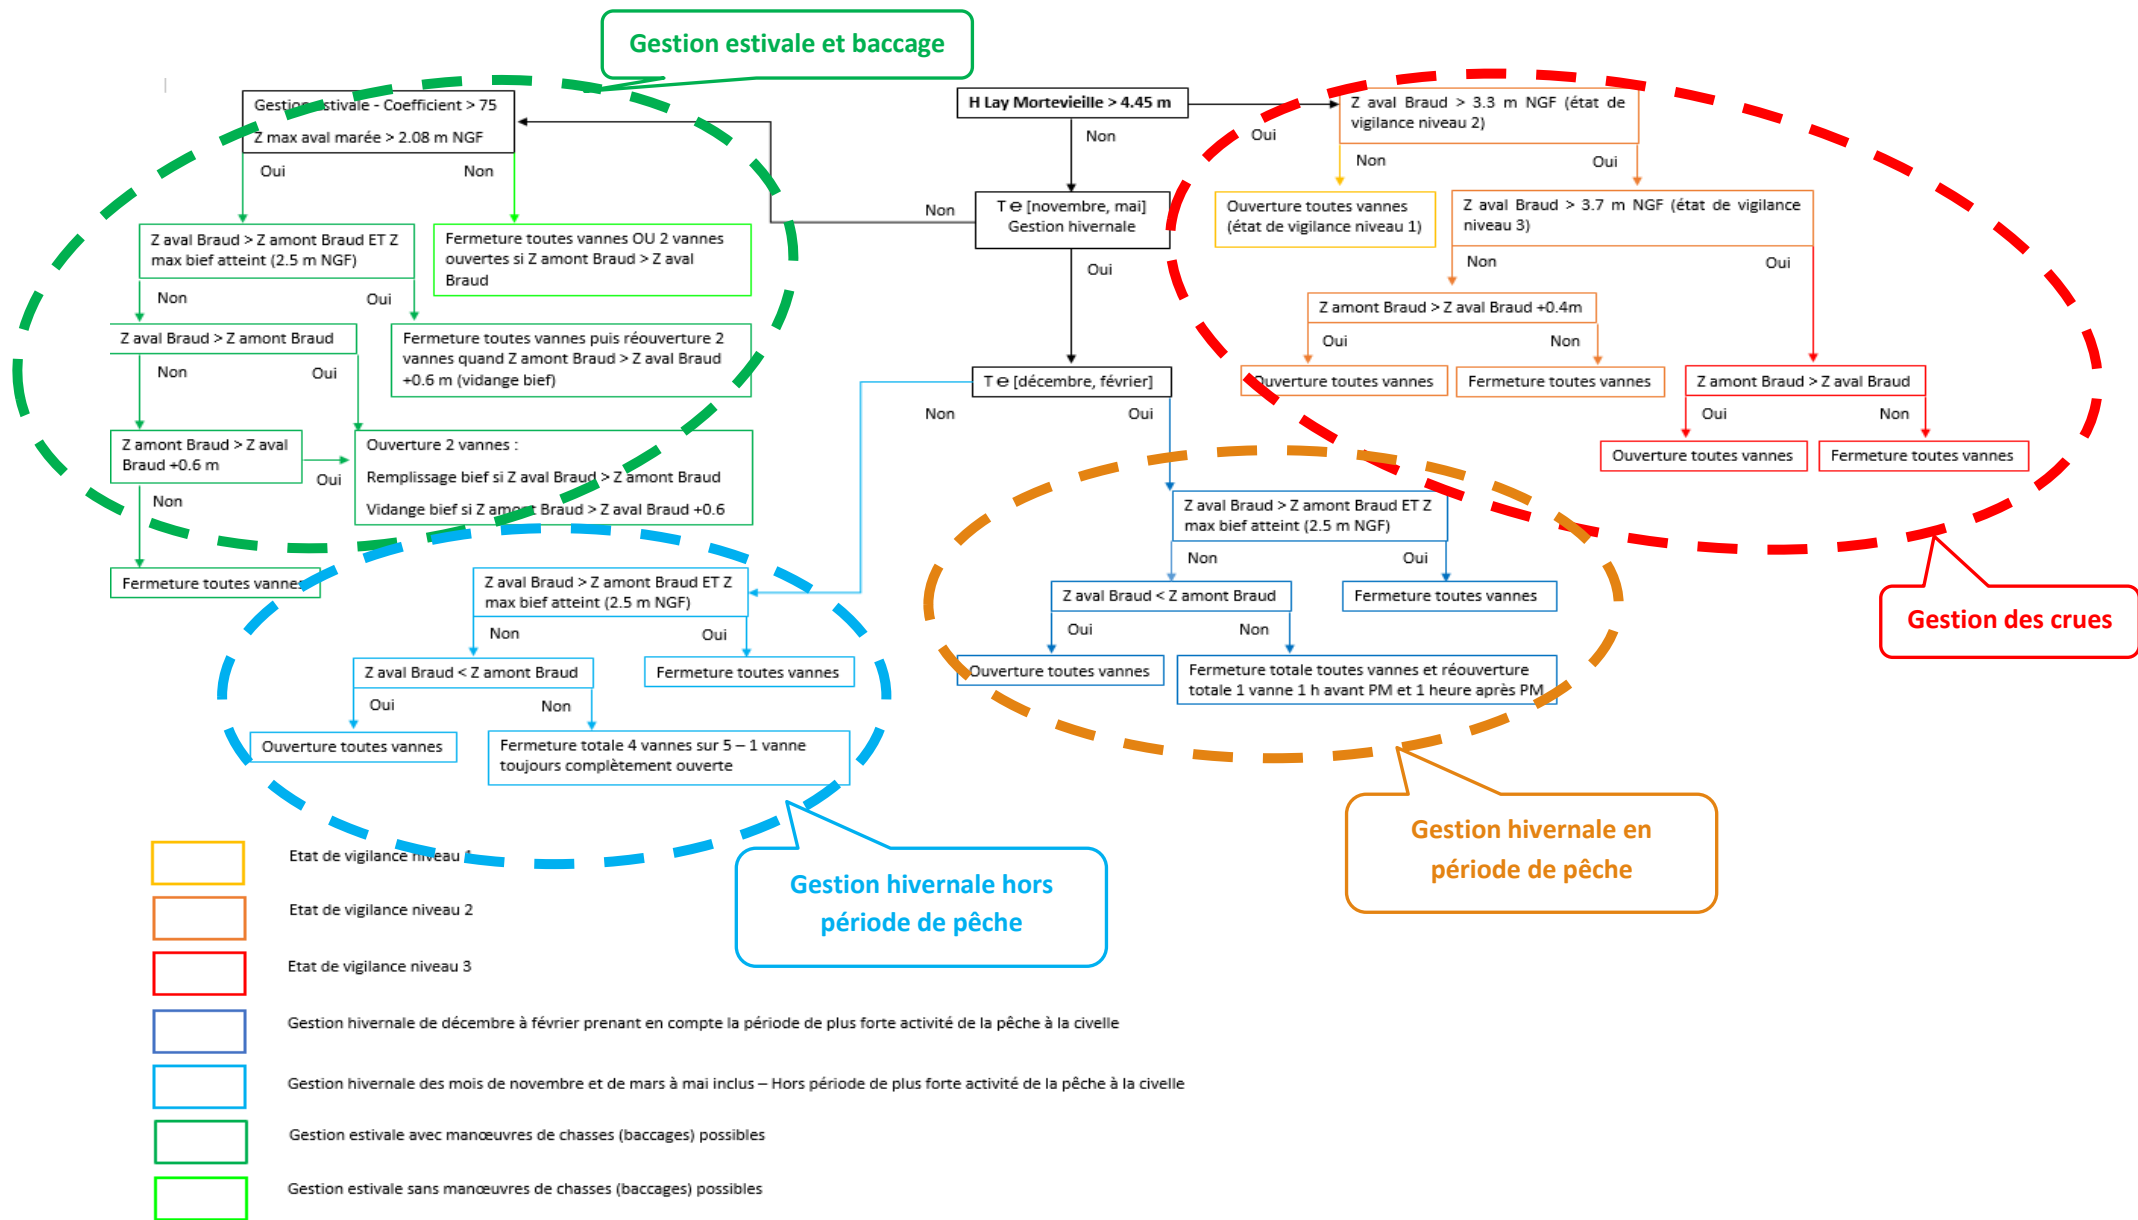 Gestion estivale et baccage
Gestion estivale - Coefficient > 75
Z max aval marée > 2.08 m NGF
Oui
Non
Z aval Braud > Z amont Braud ET Z
max bief atteint (2.5 m NGF)
Fermeture toutes vannes OU 2 vannes
ouvertes si Z amont Braud > Z aval
Braud
Non
Oui
Z aval Braud > Z amont Braud
Fermeture toutes vannes puis réouverture 2
vannes quand Z amont Braud > Z aval Braud
+0.6 m (vidange bief)
Non
Oui
Z amont Braud > Z aval
Braud +0.6 m
Oui
Ouverture 2 vannes :
Remplissage bief si Z aval Braud > Z amont Braud
Vidange bief si Z amont Braud > Z aval Braud +0.6
Non
Fermeture toutes vannes
H Lay Mortevieille > 4.45 m
Non
Oui
T ∈ [novembre, mai]
Gestion hivernale
Non
Oui
T ∈ [décembre, février]
Non
Oui
Z aval Braud > 3.3 m NGF (état de
vigilance niveau 2)
Non
Oui
Ouverture toutes vannes
(état de vigilance niveau 1)
Z aval Braud > 3.7 m NGF (état de vigilance
niveau 3)
Non
Oui
Z amont Braud > Z aval Braud +0.4m
Oui
Non
Ouverture toutes vannes
Fermeture toutes vannes
Z amont Braud > Z aval Braud
Oui
Non
Ouverture toutes vannes
Fermeture toutes vannes
Gestion des crues
Z aval Braud > Z amont Braud ET Z
max bief atteint (2.5 m NGF)
Non
Oui
Z aval Braud < Z amont Braud
Fermeture toutes vannes
Oui
Non
Ouverture toutes vannes
Fermeture totale toutes vannes et réouverture
totale 1 vanne 1 h avant PM et 1 heure après PM
Gestion hivernale en
période de pêche
Z aval Braud > Z amont Braud ET Z
max bief atteint (2.5 m NGF)
Non
Oui
Z aval Braud < Z amont Braud
Fermeture toutes vannes
Oui
Non
Ouverture toutes vannes
Fermeture totale 4 vannes sur 5 – 1 vanne
toujours complètement ouverte
Gestion hivernale hors
période de pêche
Etat de vigilance niveau 1
Etat de vigilance niveau 2
Etat de vigilance niveau 3
Gestion hivernale de décembre à février prenant en compte la période de plus forte activité de la pêche à la civelle
Gestion hivernale des mois de novembre et de mars à mai inclus – Hors période de plus forte activité de la pêche à la civelle
Gestion estivale avec manœuvres de chasses (baccages) possibles
Gestion estivale sans manœuvres de chasses (baccages) possibles